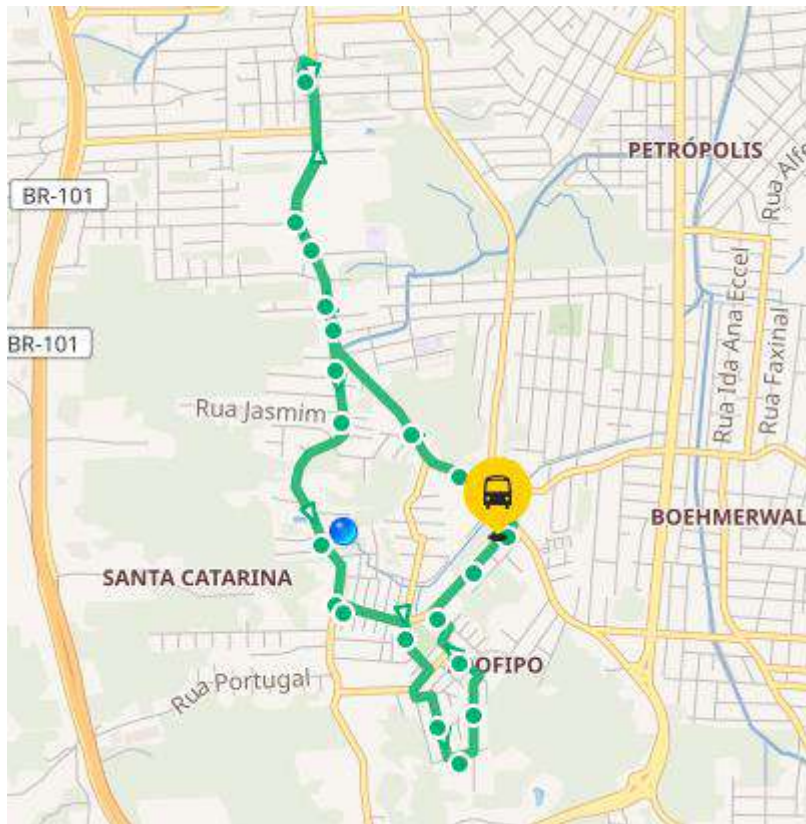 PETRÓPOLIS
Rua Alfe
BR-101
Rua Ida Ana Eccel
Rua Faxinal
BR-101
Rua Jasmim
BOEHMERWAL
SANTA CATARINA
OFIPO
Rua Portugal